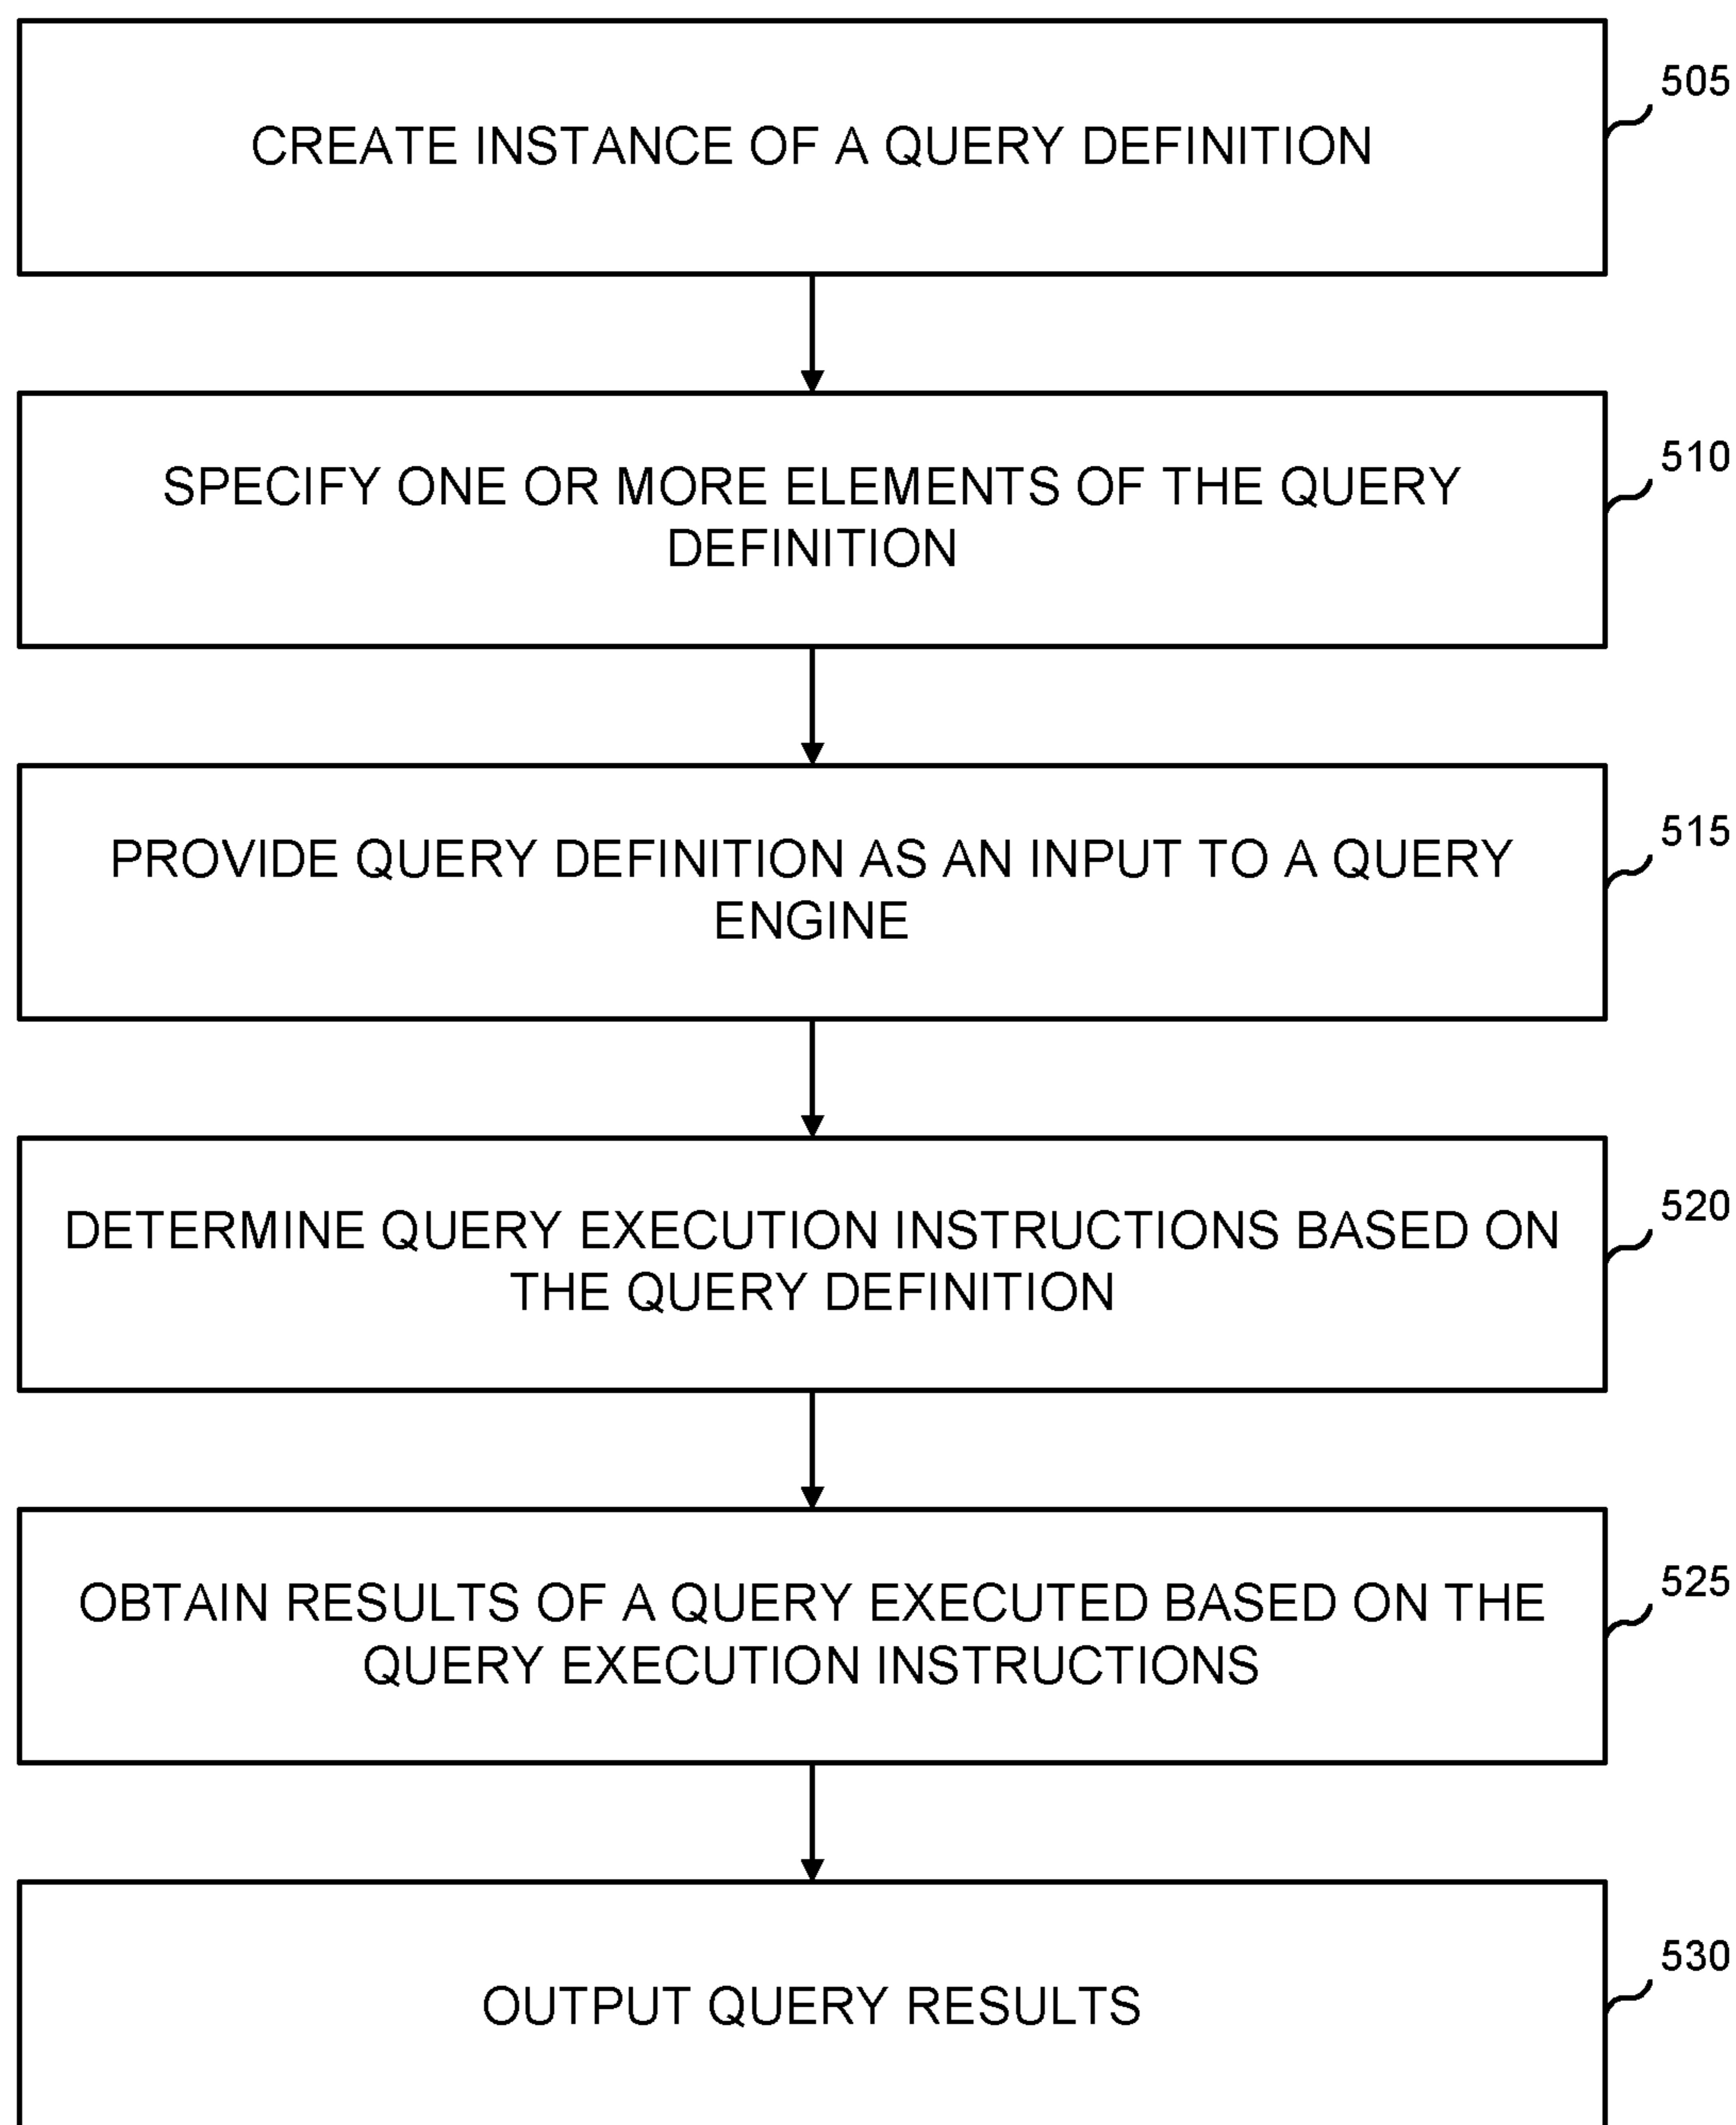 505
CREATE INSTANCE OF A QUERY DEFINITION
510
SPECIFY ONE OR MORE ELEMENTS OF THE QUERY
DEFINITION
515
PROVIDE QUERY DEFINITION AS AN INPUT TO A QUERY
ENGINE
520
DETERMINE QUERY EXECUTION INSTRUCTIONS BASED ON
THE QUERY DEFINITION
525
OBTAIN RESULTS OF A QUERY EXECUTED BASED ON THE
QUERY EXECUTION INSTRUCTIONS
530
OUTPUT QUERY RESULTS